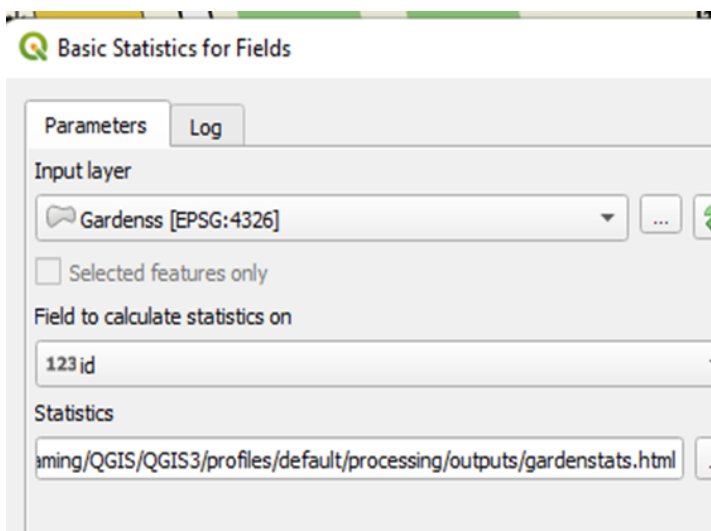 Basic Statistics for Fields
Parameters Log
Input layer
Gardenss [EPSG:4326] ...
Selected features only
Field to calculate statistics on
123 id
Statistics
aming/QGIS/QGIS3/profiles/default/processing/outputs/gardenstats.html